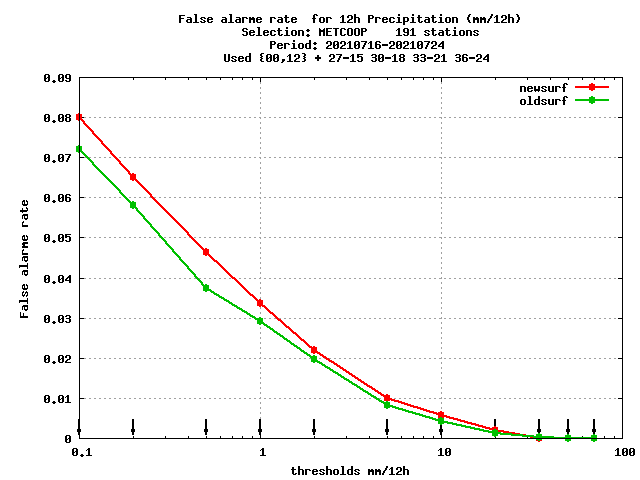 False alarme rate  for 12h Precipitation (mm/12h)
Selection: METCOOP    191 stations
Period: 20210716-20210724
Used {00,12} + 27-15 30-18 33-21 36-24
newsurf
oldsurf
0.09
0.08
0.07
0.06
0.05
0.04
0.03
0.02
0.01
0
False alarme rate
0.1 1 10 100
thresholds mm/12h